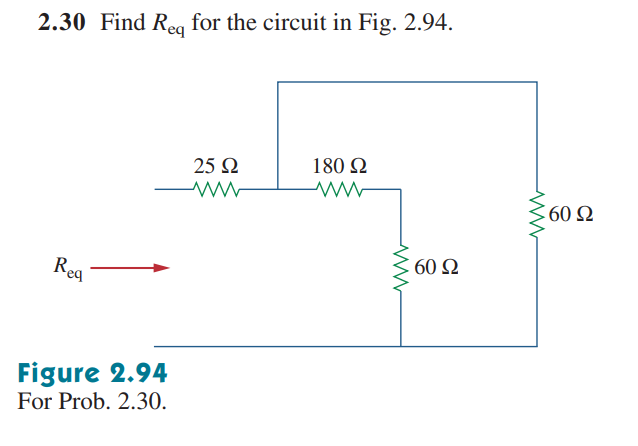 2.30 Find Req for the circuit in Fig. 2.94.
25 Ω
180 Ω
60 Ω
60 Ω
Req
Figure 2.94
For Prob. 2.30.